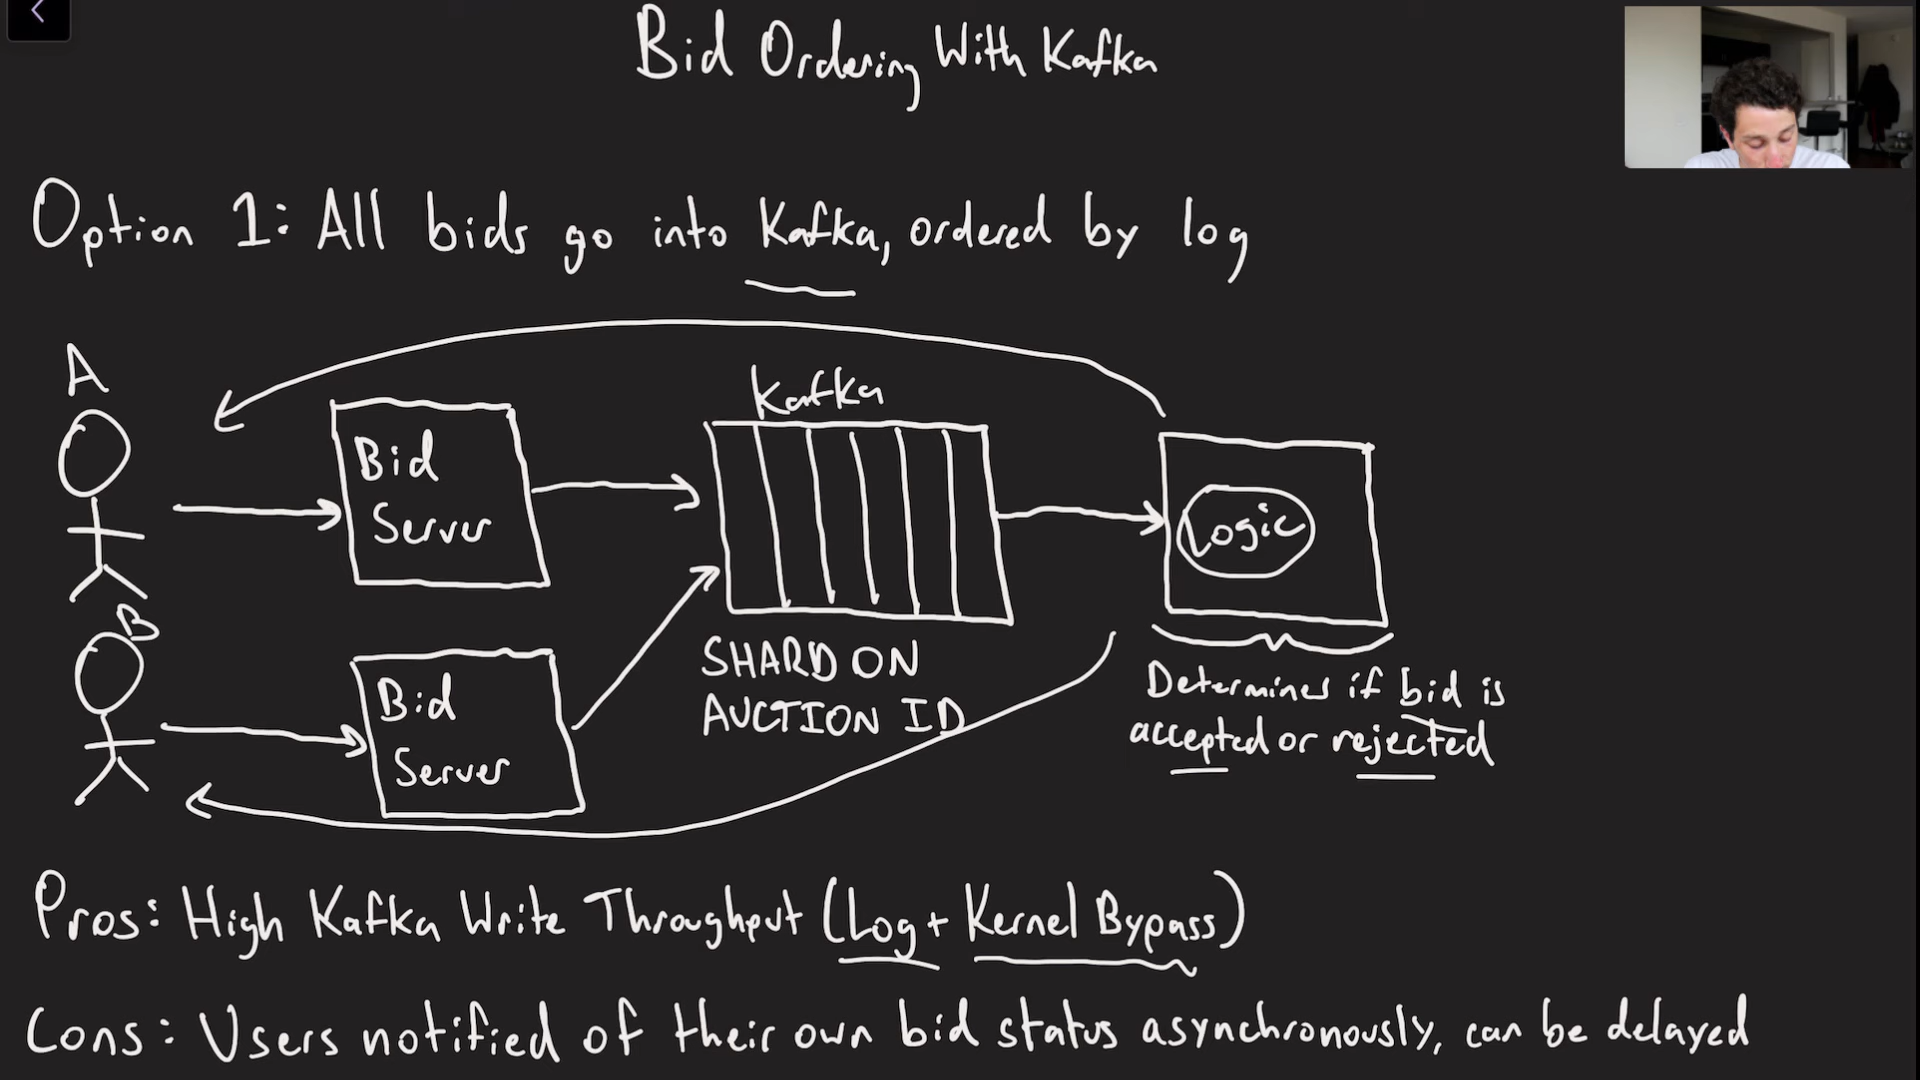 Bid Ordering With Kafka
Option 1: All bids go into Kafka, ordered by log
A
Bid
Server
Kafka
Logic
B
Bid
Server
SHARD ON
AUCTION ID
Determines if bid is
accepted or rejected
Pros: High Kafka Write Throughput (Log + Kernel Bypass)
Cons: Users notified of their own bid status asynchronously, can be delayed